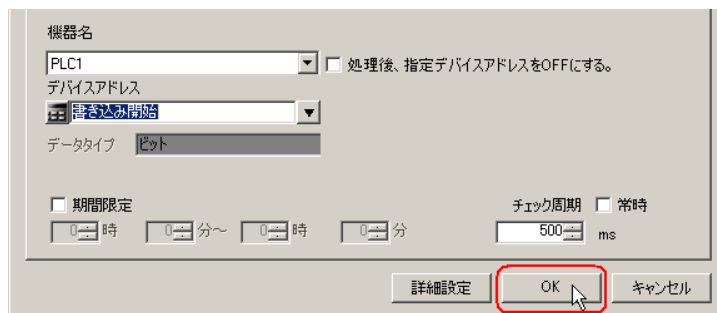 機器名
PLC1 処理後、指定デバイスアドレスをOFFにする。
デバイスアドレス
書き込み開始
データタイプ ビット
期間限定 チェック周期 常時
0 時 0 分～ 0 時 0 分 500 ms
詳細設定 OK キャンセル